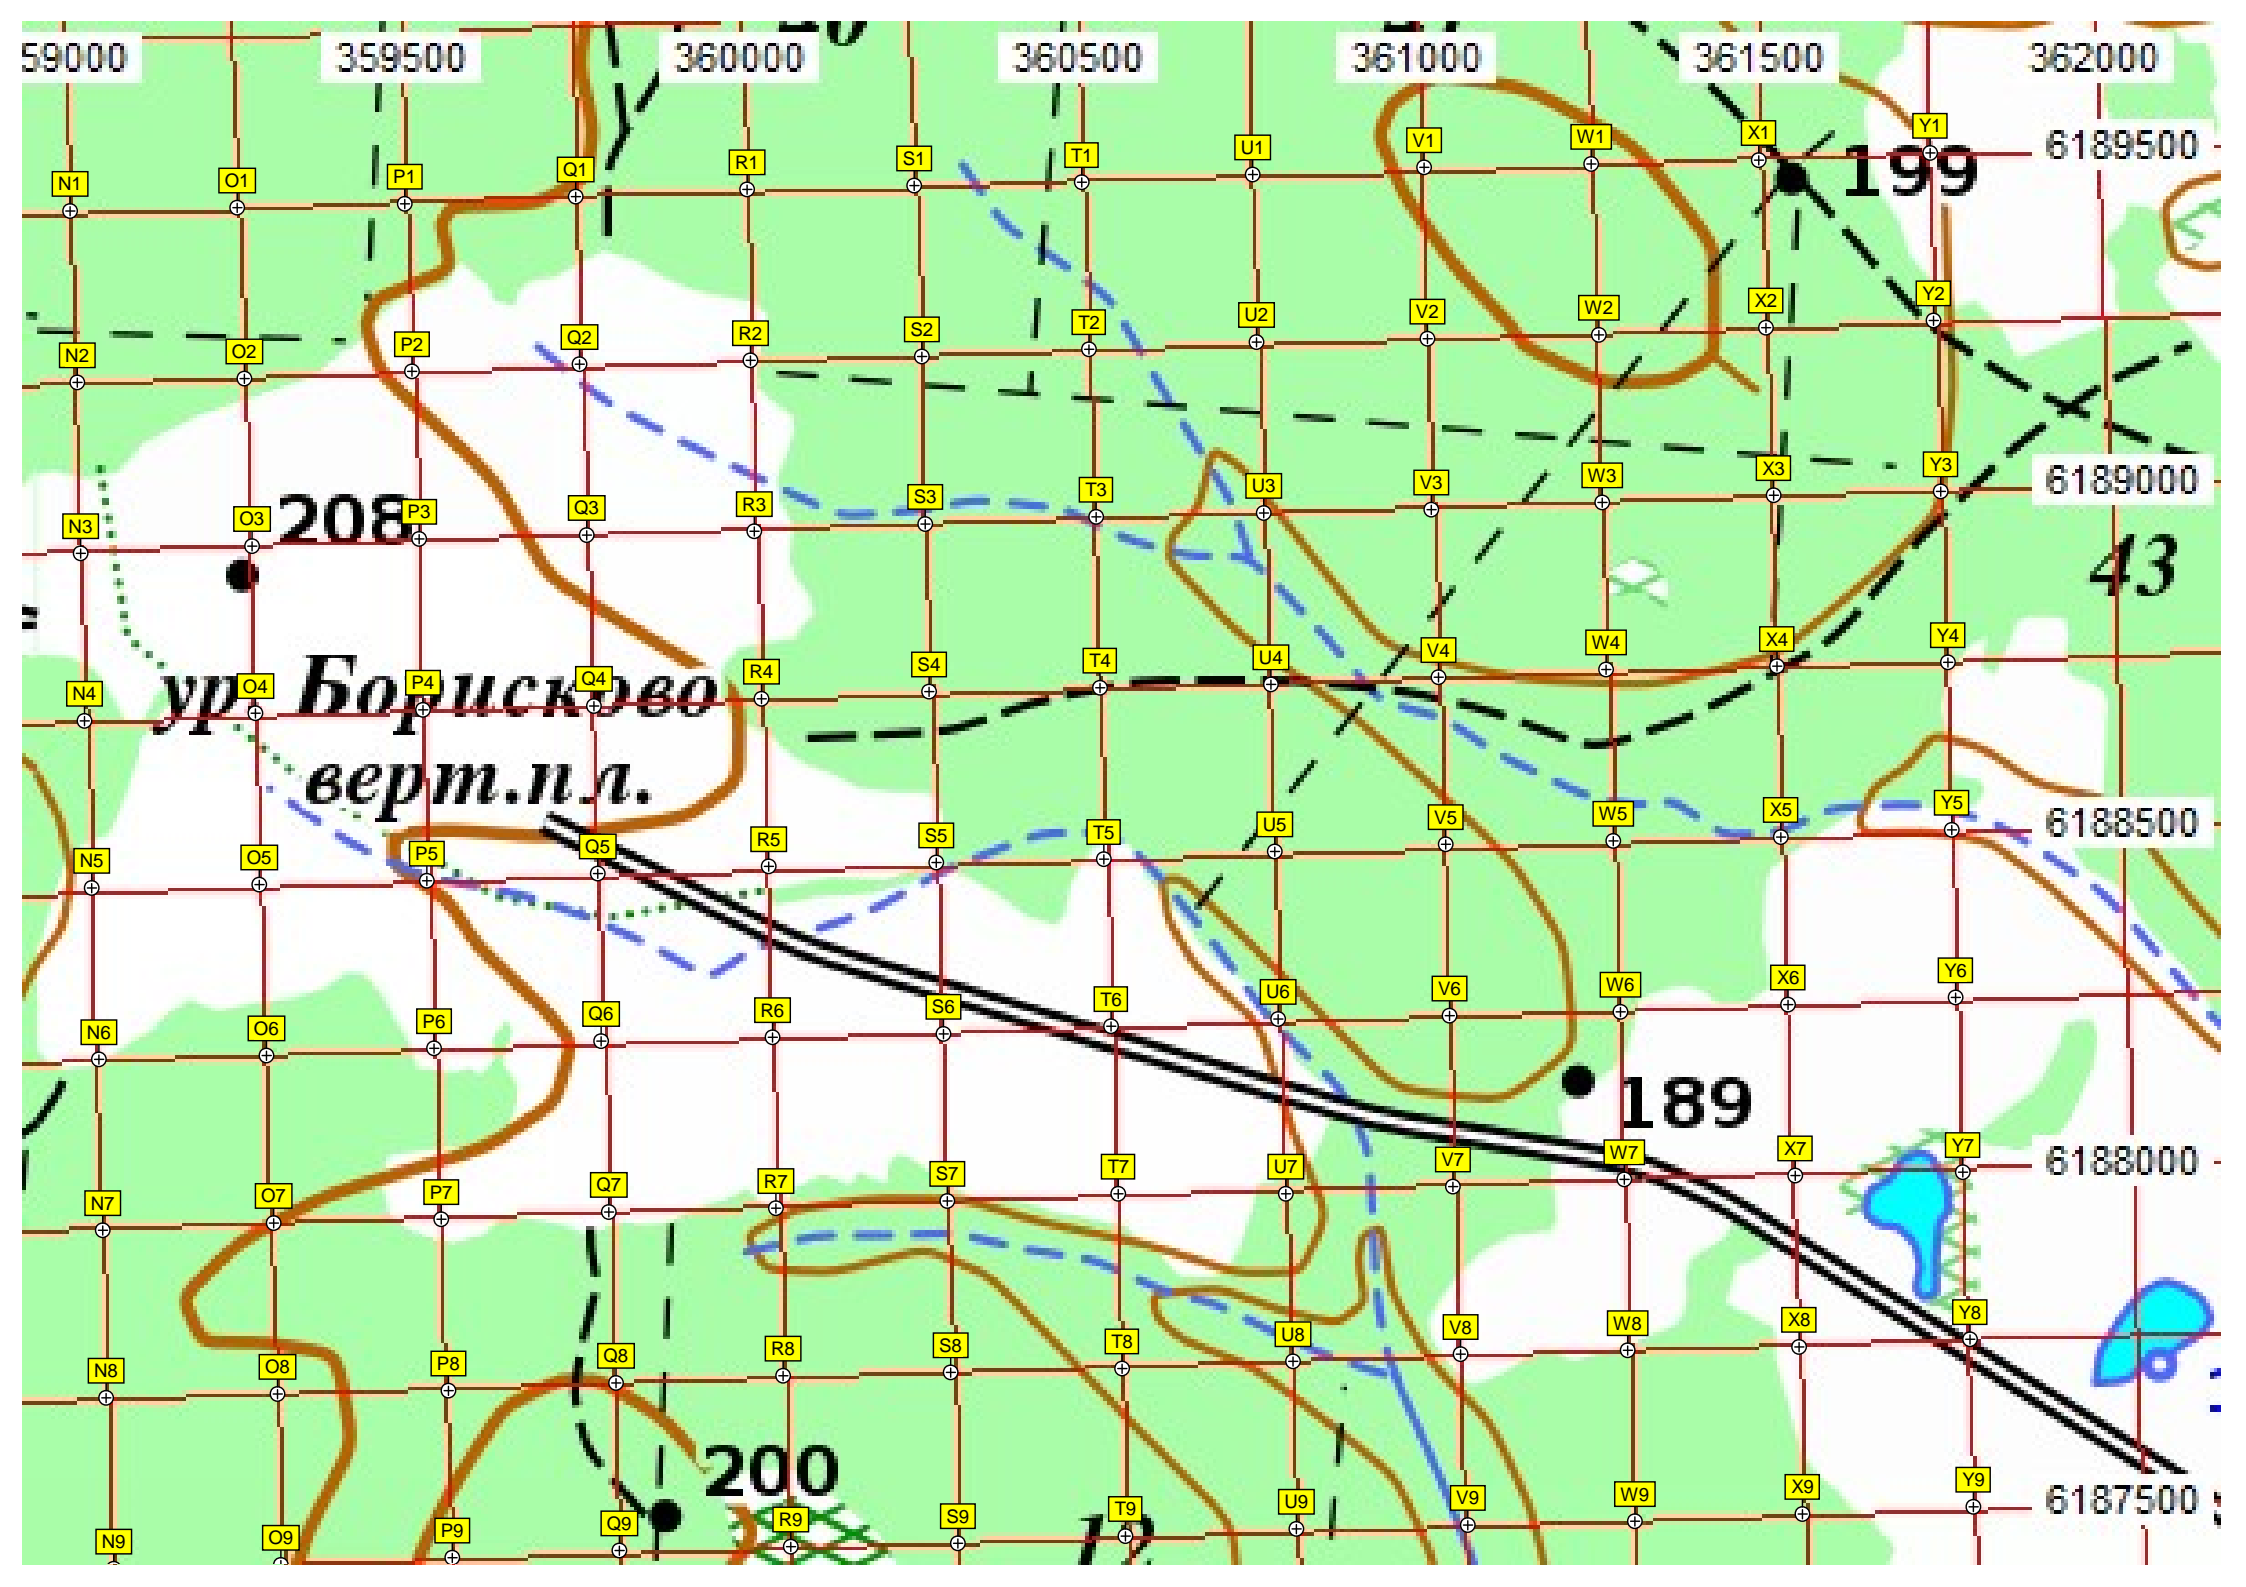 59000 359500 360000 360500 361000 361500 362000
N1 O1 P1 Q1 R1 S1 T1 U1 V1 W1 X1 Y1 6189500
199
N2 O2 P2 Q2 R2 S2 T2 U2 V2 W2 X2 Y2
N3 O3 P3 Q3 R3 S3 T3 U3 V3 W3 X3 Y3 6189000
208
43
N4 O4 P4 Q4 R4 S4 T4 U4 V4 W4 X4 Y4
ур Борисково
верт.пл.
N5 O5 P5 Q5 R5 S5 T5 U5 V5 W5 X5 Y5 6188500
N6 O6 P6 Q6 R6 S6 T6 U6 V6 W6 X6 Y6
189
N7 O7 P7 Q7 R7 S7 T7 U7 V7 W7 X7 Y7 6188000
N8 O8 P8 Q8 R8 S8 T8 U8 V8 W8 X8 Y8
200
N9 O9 P9 Q9 R9 S9 T9 U9 V9 W9 X9 Y9 6187500